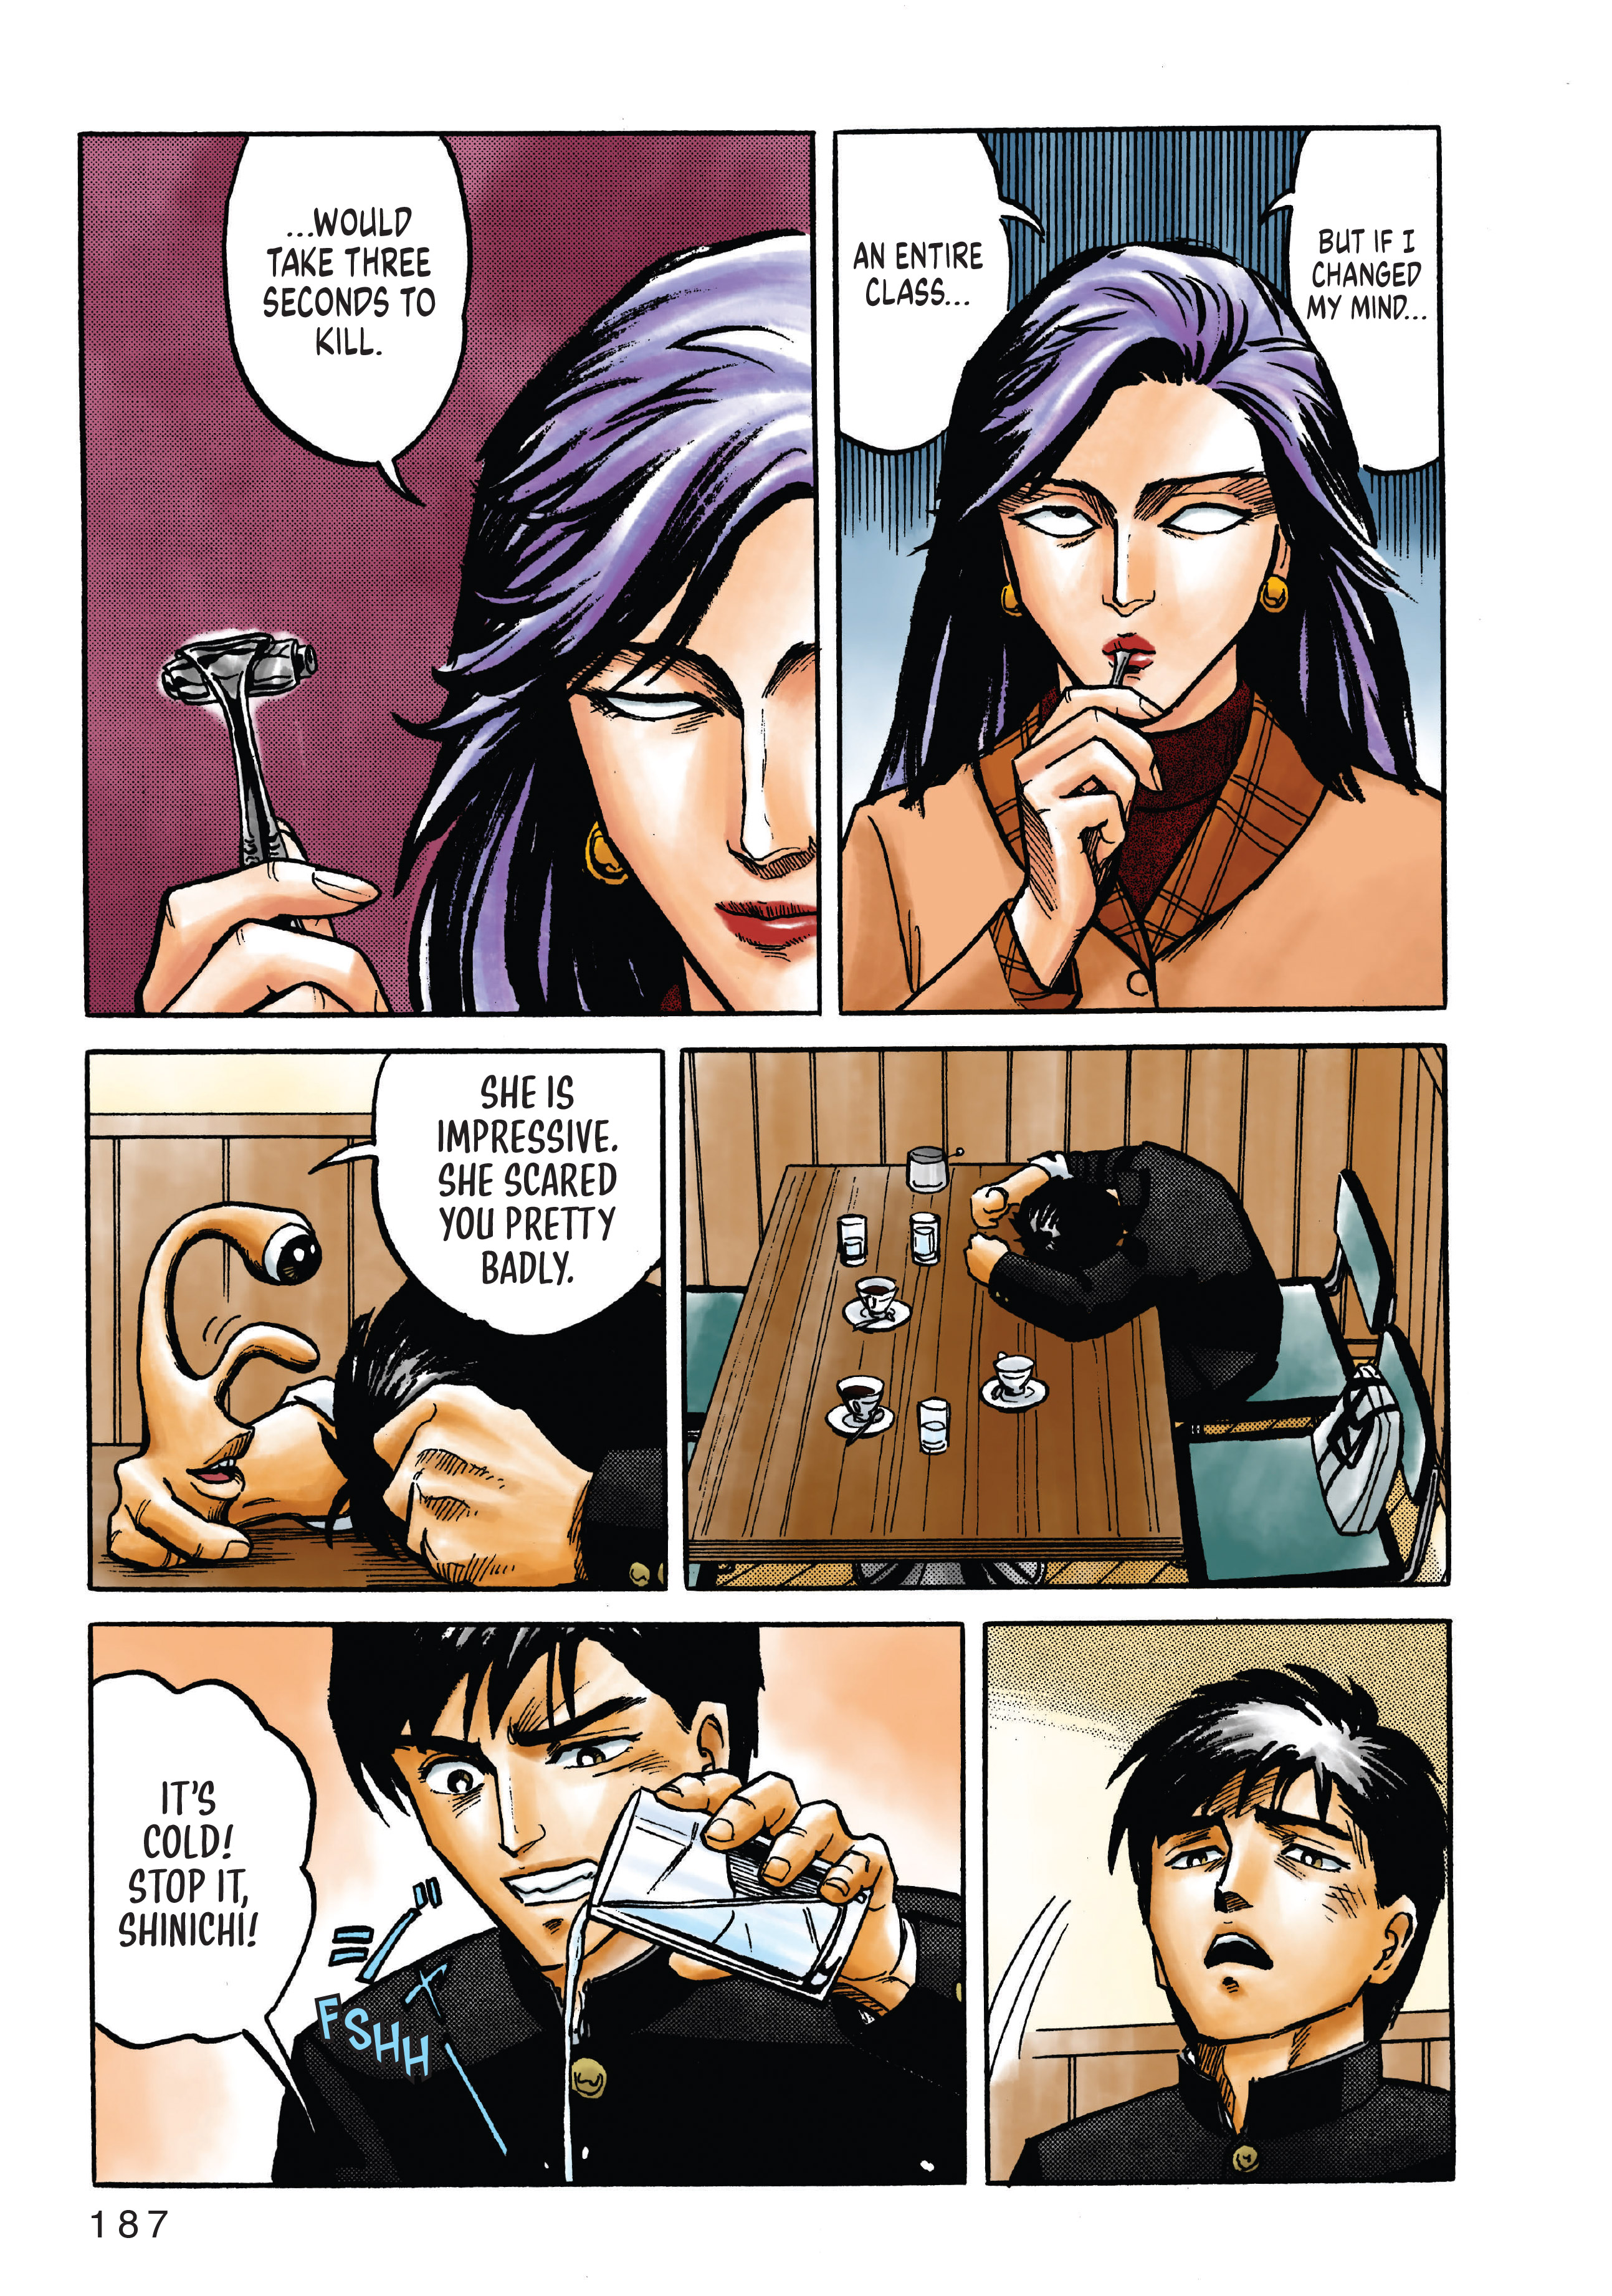 BUT IF I
CHANGED
MY MIND...
AN ENTIRE
CLASS...
...WOULD
TAKE THREE
SECONDS TO
KILL.
SHE IS
IMPRESSIVE.
SHE SCARED
YOU PRETTY
BADLY.
IT'S
COLD!
STOP IT,
SHINICHI!
FSHH
187